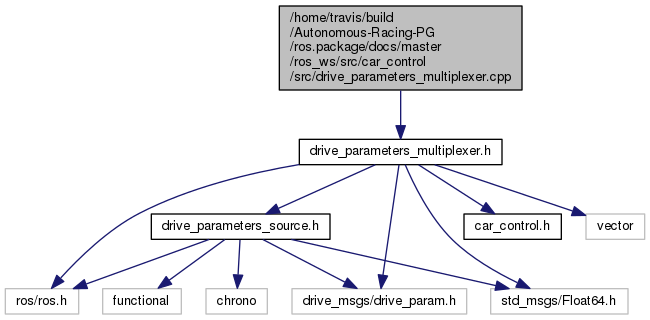 /home/travis/build
/Autonomous-Racing-PG
/ros.package/docs/master
/ros_ws/src/car_control
/src/drive_parameters_multiplexer.cpp
drive_parameters_multiplexer.h
drive_parameters_source.h
car_control.h
vector
ros/ros.h
functional
chrono
drive_msgs/drive_param.h
std_msgs/Float64.h